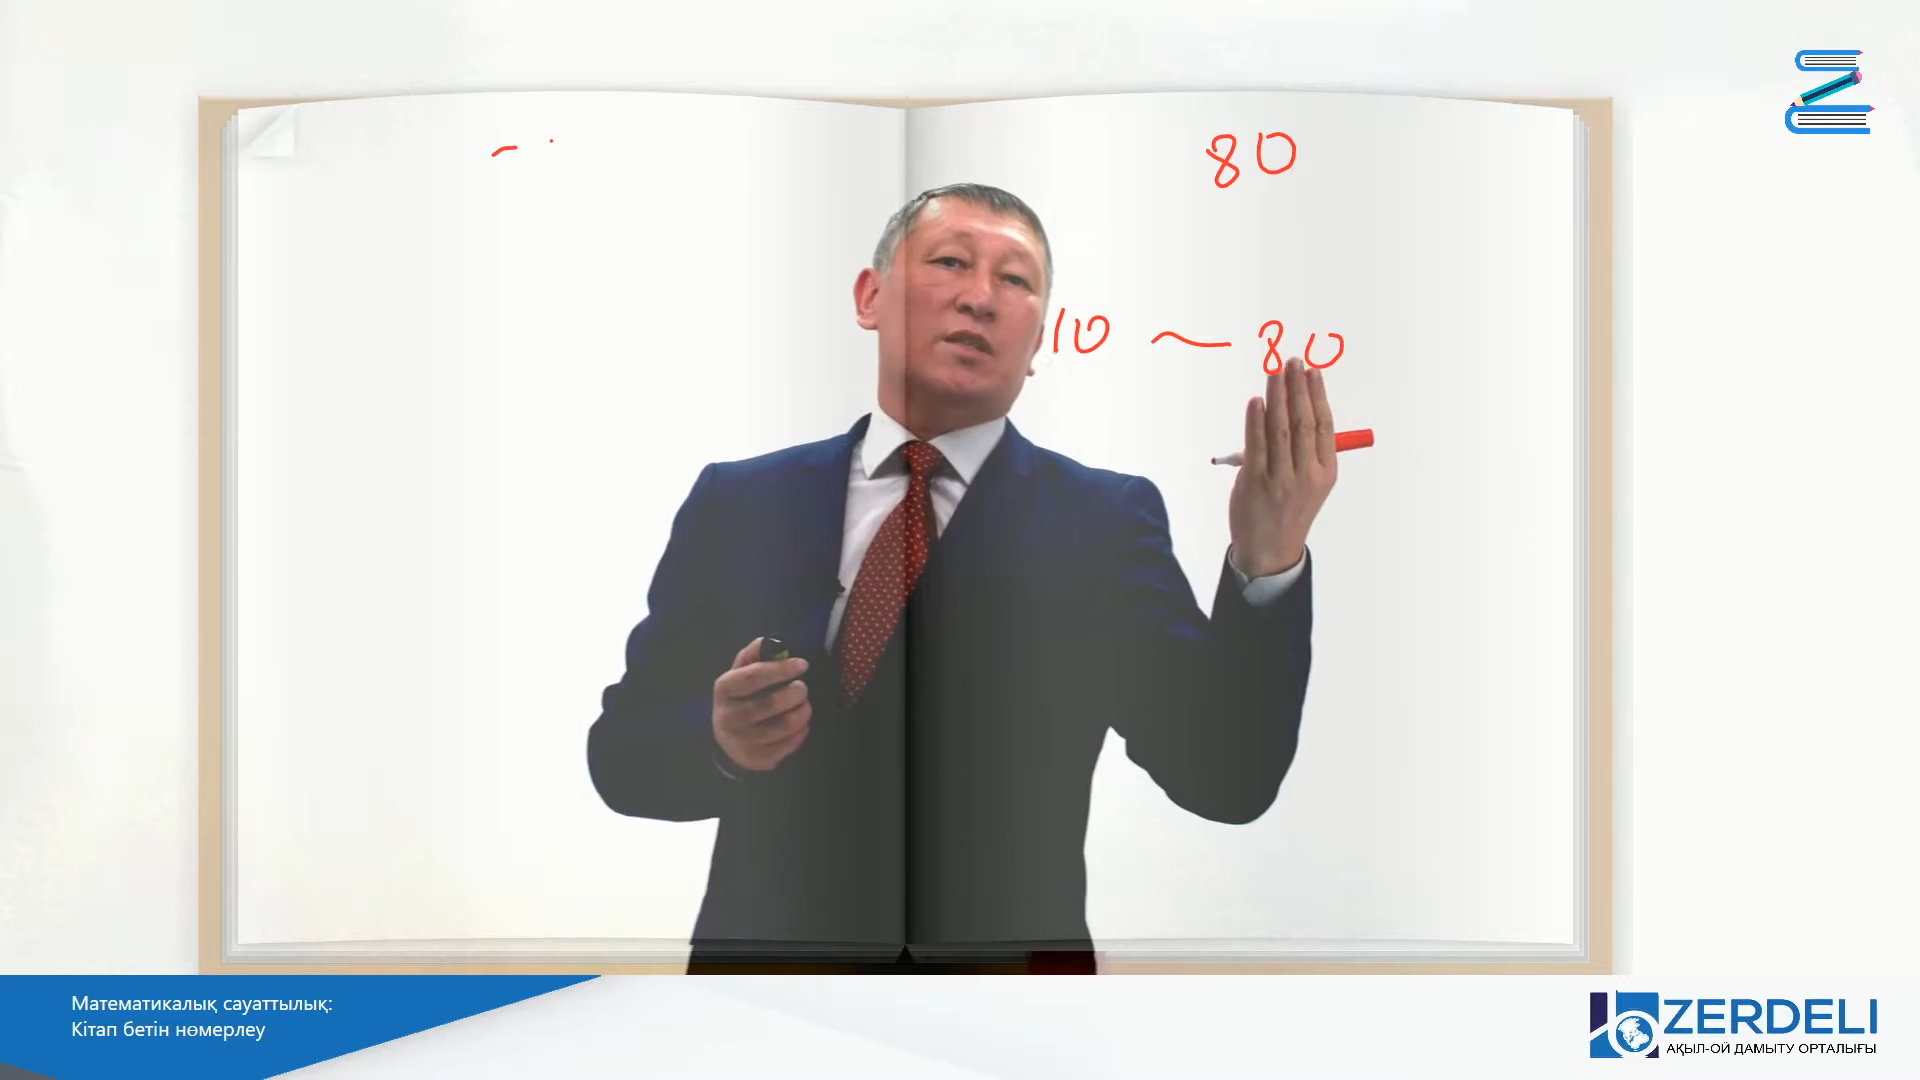 80
10 ~ 80
Математикалық сауаттылық:
Кітап бетін нөмерлеу
ZERDELI
АҚЫЛ-ОЙ ДАМЫТУ ОРТАЛЫҒЫ